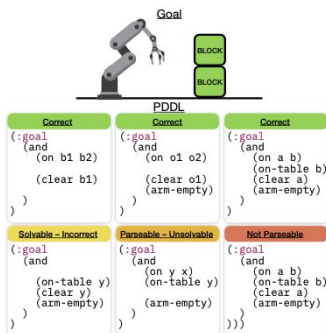 Goal
BLOCK
BLOCK
PDDL
Correct
(:goal
(and
(on b1 b2)
(clear b1)
)
)
Correct
(:goal
(and
(on o1 o2)
(clear o1)
(arm-empty)
)
)
Correct
(:goal
(and
(on a b)
(on-table b)
(clear a)
(arm-empty)
)
)
Solvable – Incorrect
(:goal
(and
(on-table y)
(clear y)
(arm-empty)
)
)
Parseable – Unsolvable
(:goal
(and
(on y x)
(on-table y)
(arm-empty)
)
)
Not Parseable
(:goal
(and
(on a b)
(on-table b)
(clear a)
(arm-empty)
)
)))